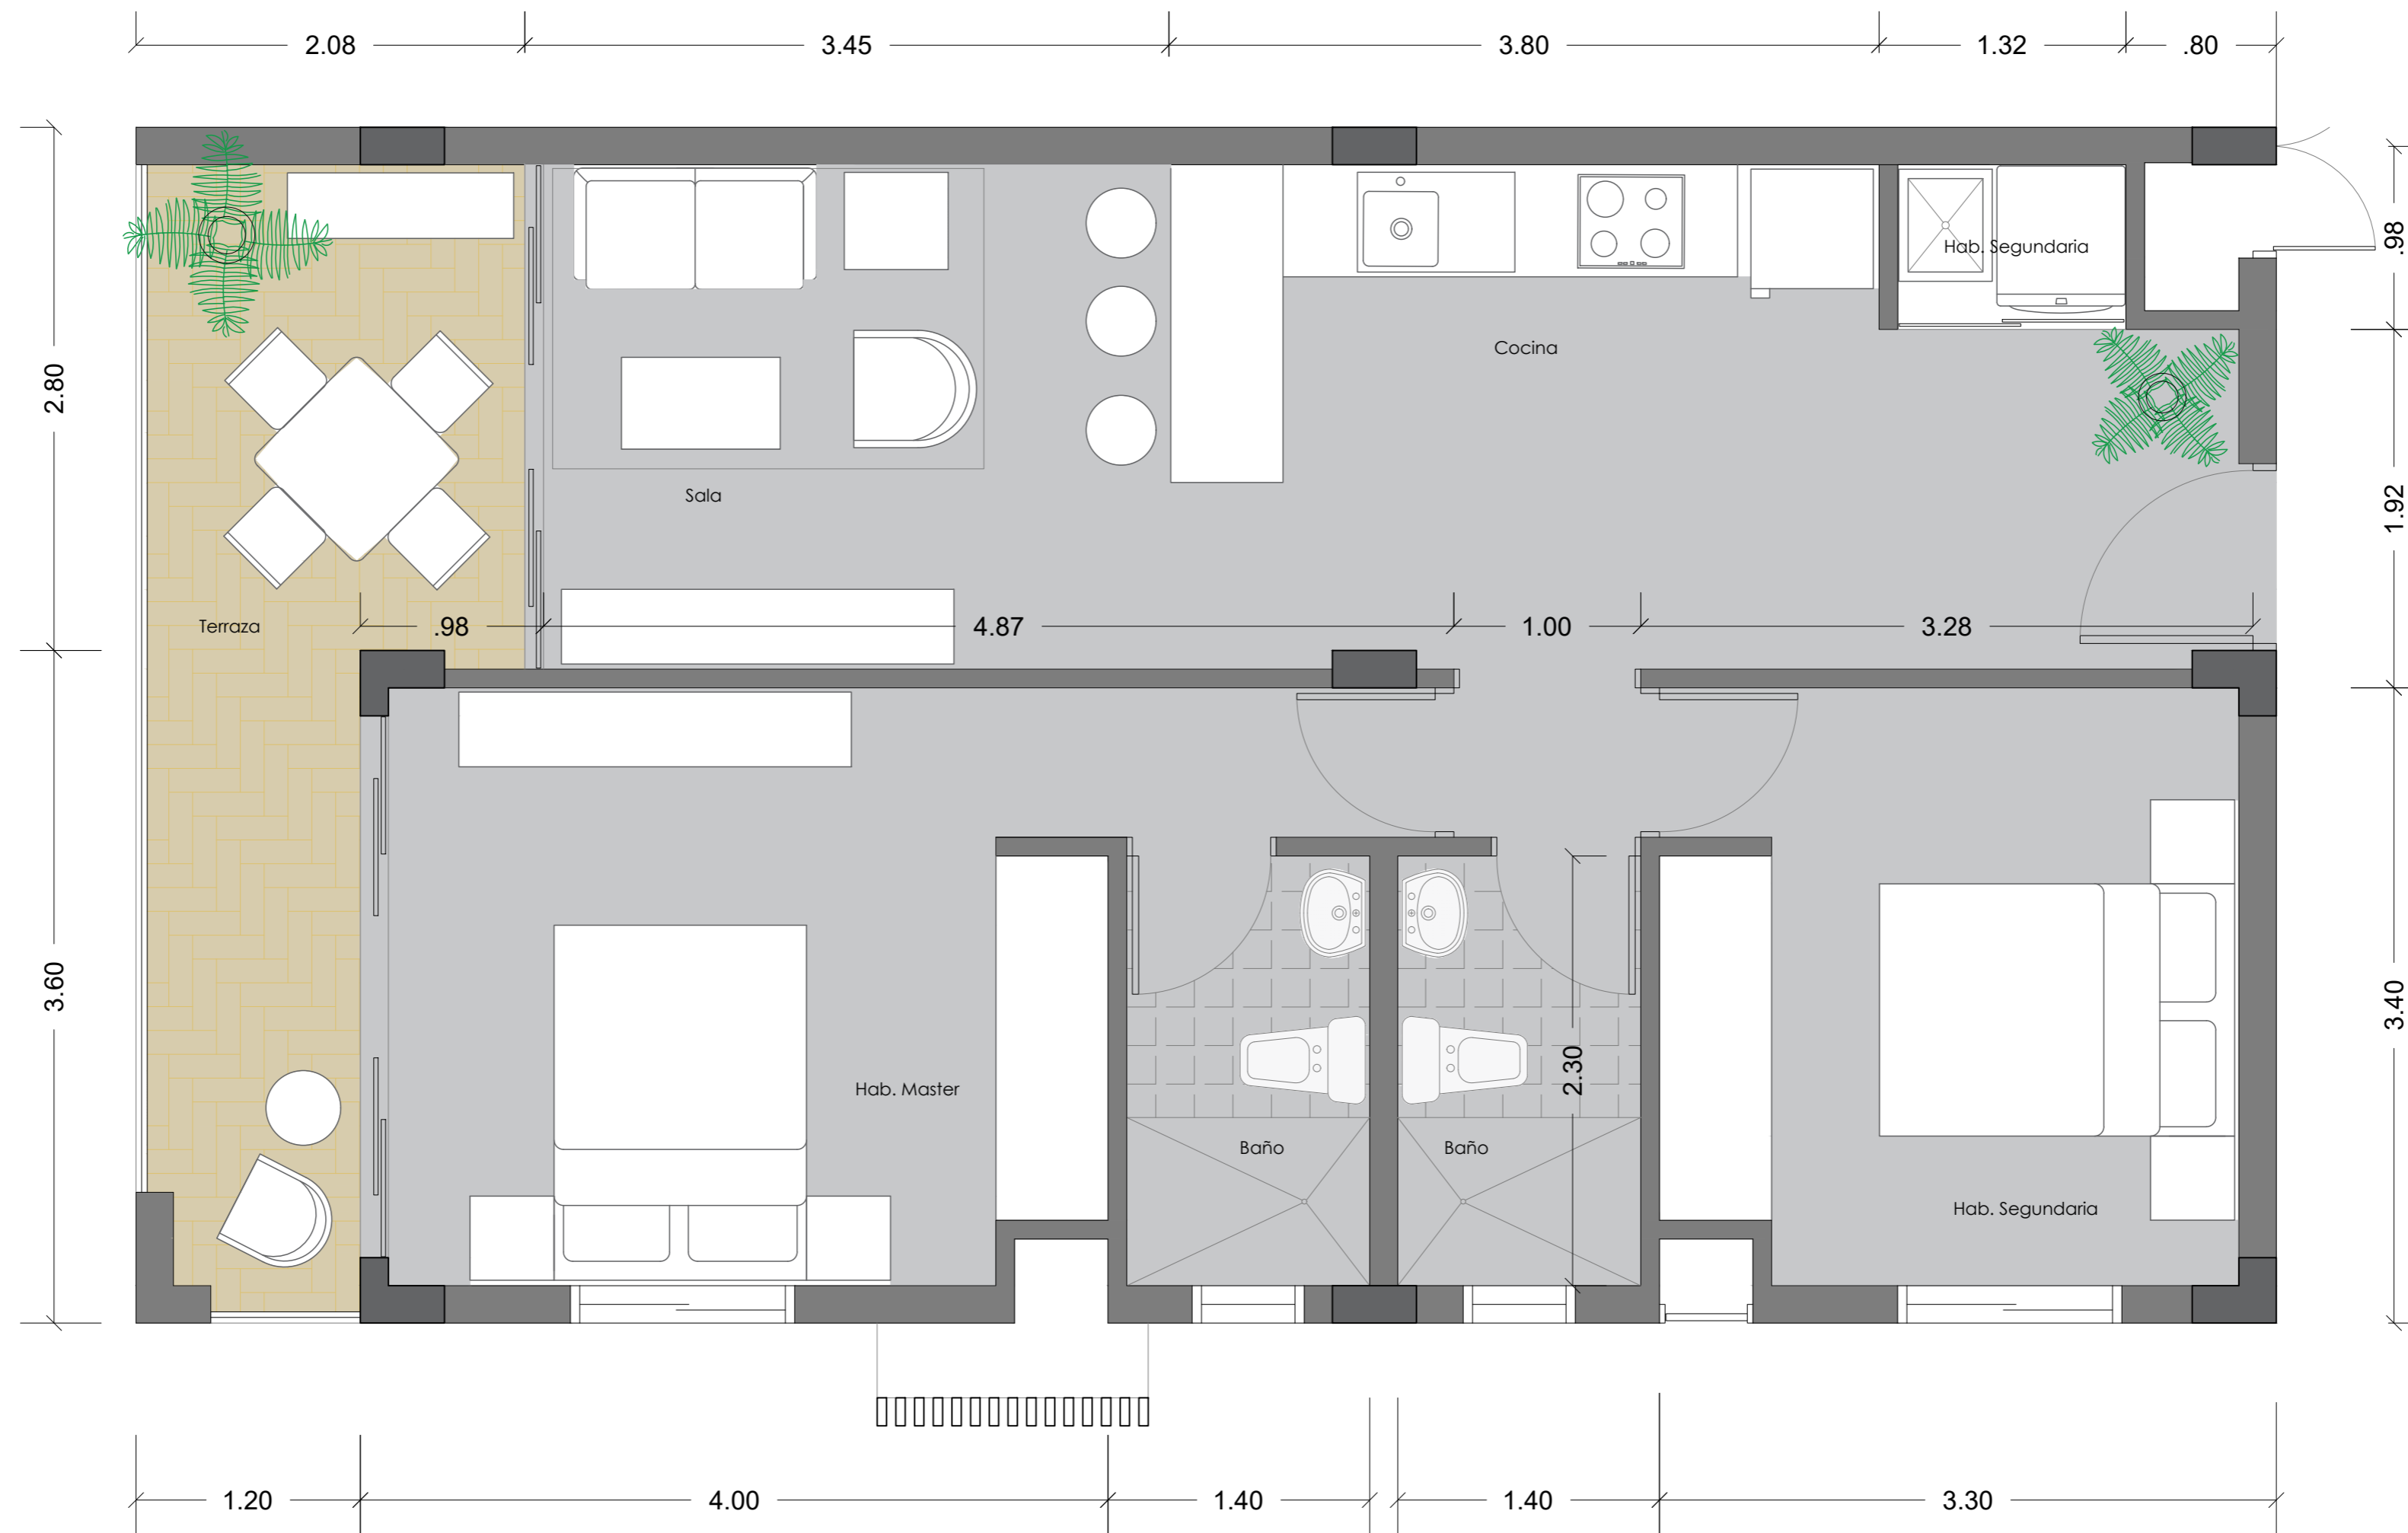 2.08 3.45 3.80 1.32 .80
.98
Hab. Segundaria
Cocina
2.80
Sala
1.92
Terraza
.98 4.87 1.00 3.28
3.60
3.40
2.30
Hab. Master
Baño Baño
Hab. Segundaria
1.20 4.00 1.40 1.40 3.30